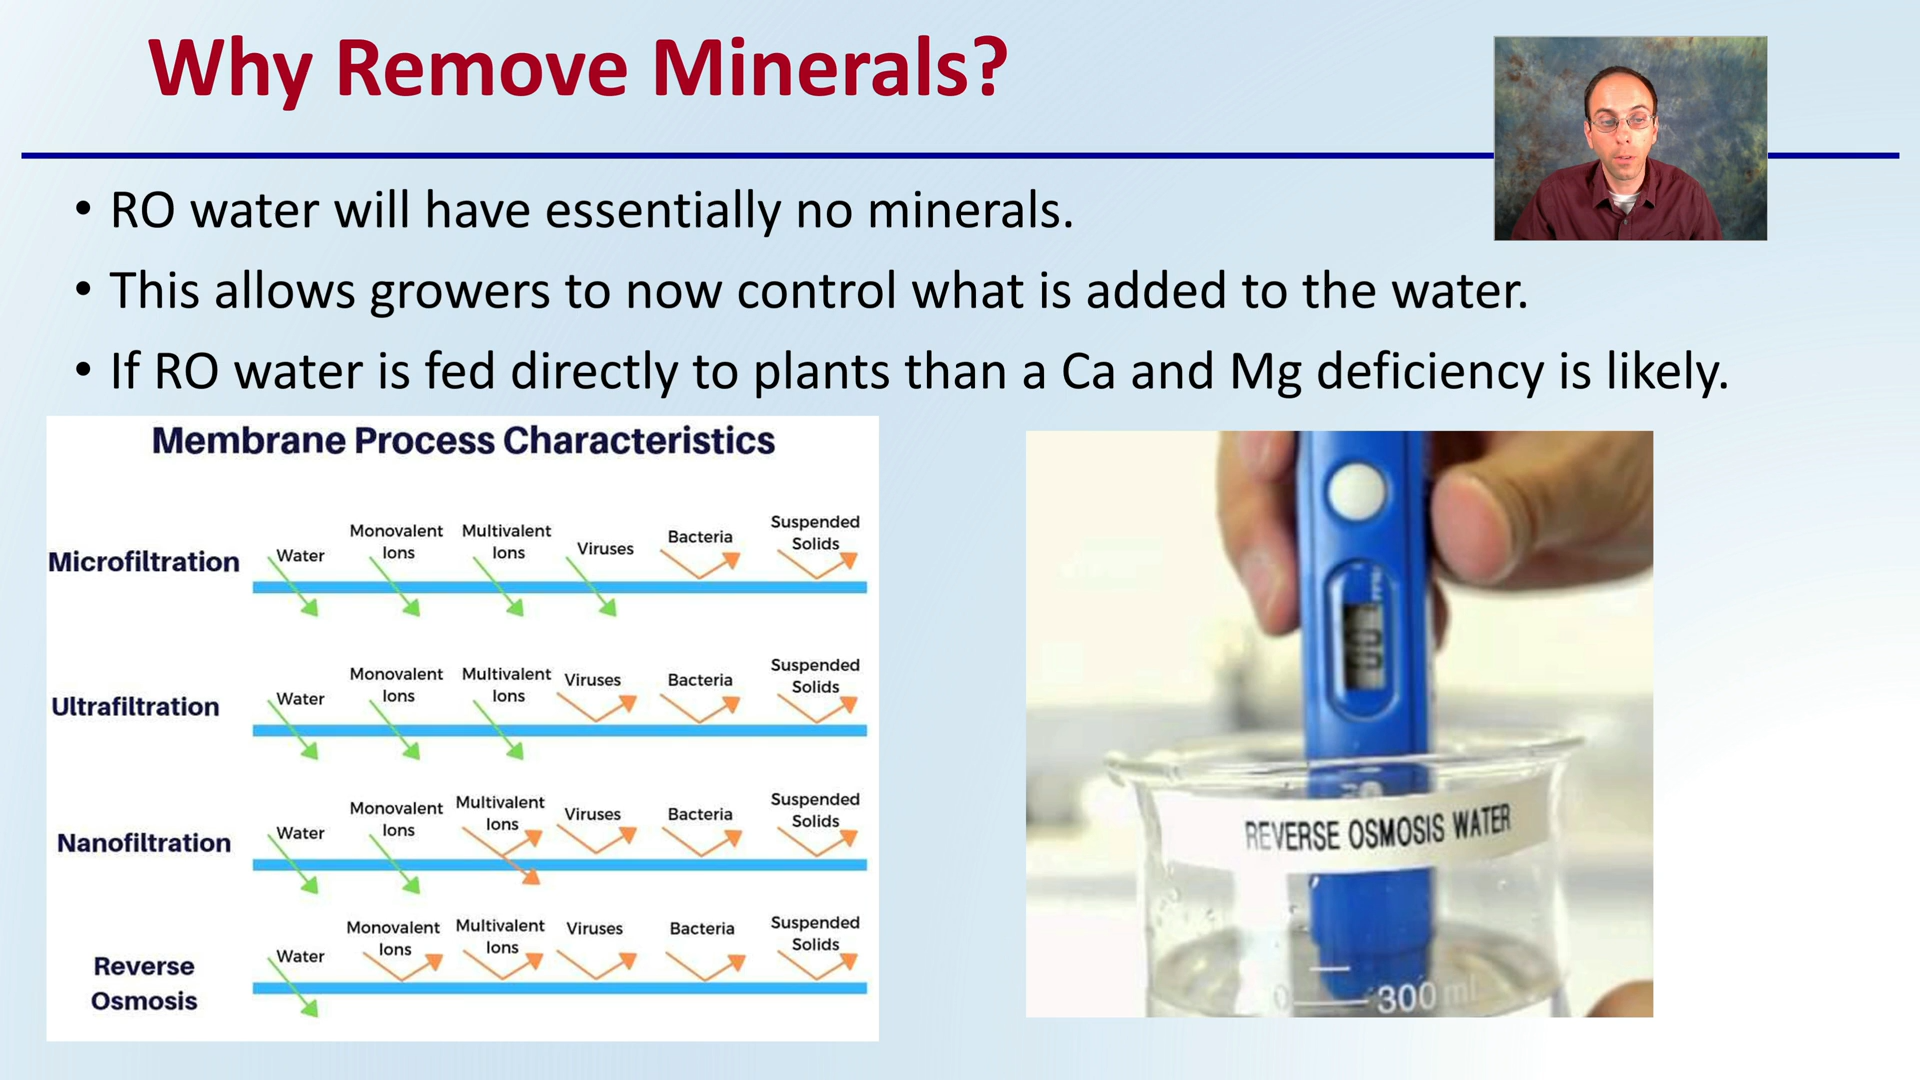 Why Remove Minerals?
• RO water will have essentially no minerals.
• This allows growers to now control what is added to the water.
• If RO water is fed directly to plants than a Ca and Mg deficiency is likely.
Membrane Process Characteristics
Microfiltration
Water
Monovalent
Ions
Multivalent
Ions
Viruses
Bacteria
Suspended
Solids
Ultrafiltration
Water
Monovalent
Ions
Multivalent
Ions
Viruses
Bacteria
Suspended
Solids
Nanofiltration
Water
Monovalent
Ions
Multivalent
Ions
Viruses
Bacteria
Suspended
Solids
Reverse
Osmosis
Water
Monovalent
Ions
Multivalent
Ions
Viruses
Bacteria
Suspended
Solids
REVERSE OSMOSIS WATER
300 ml